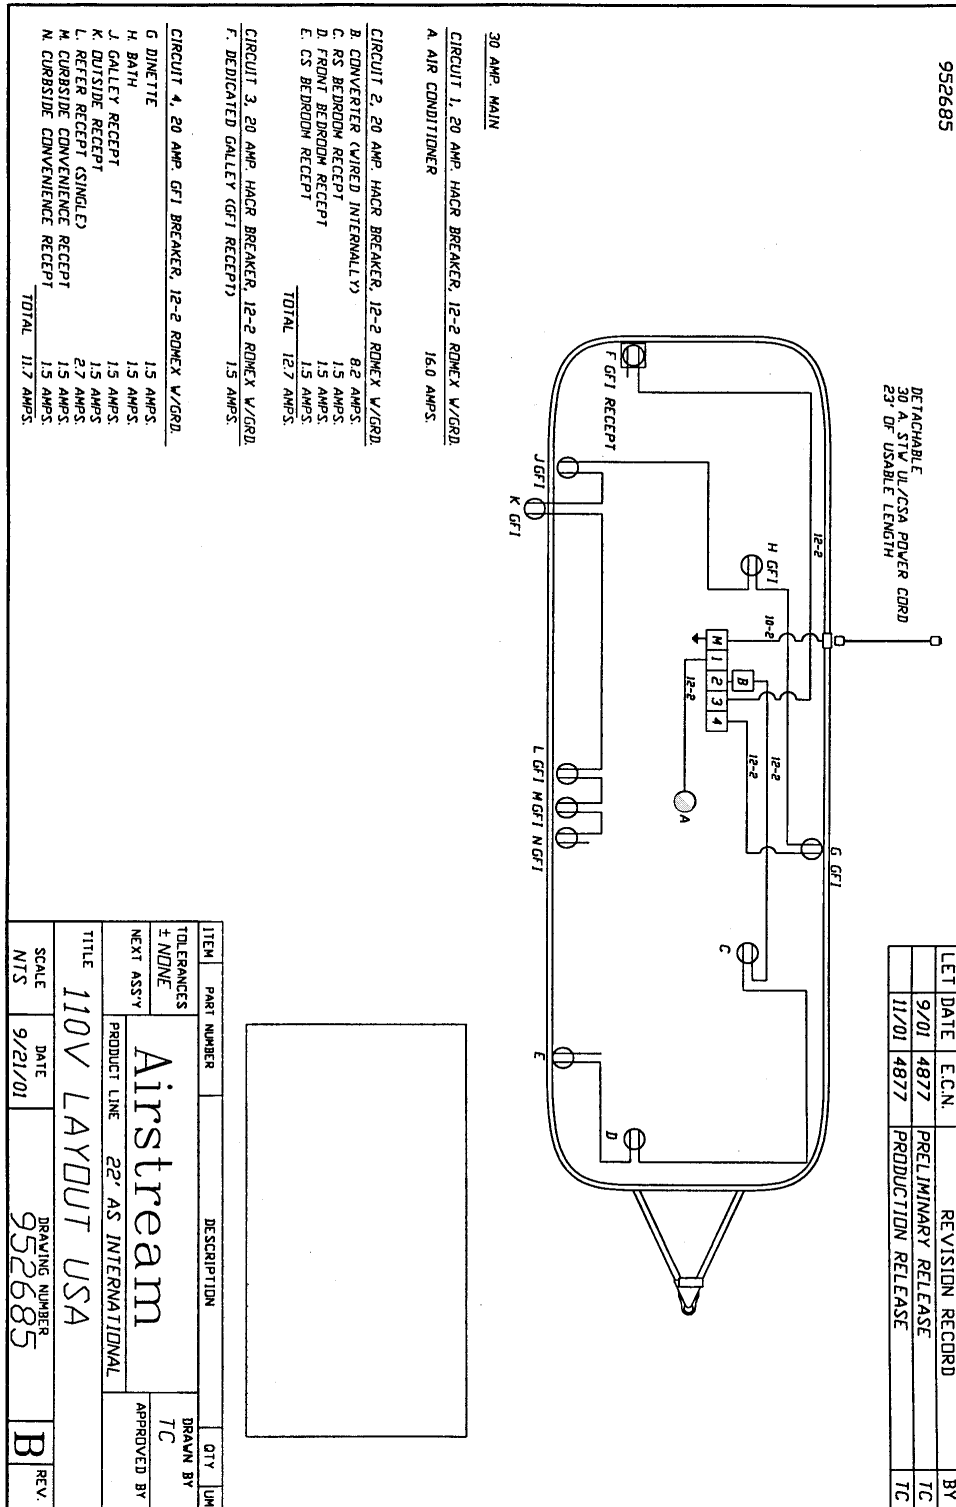 952685
30 AMP. MAIN
CIRCUIT 1, 20 AMP. HACR BREAKER, 12-2 ROMEX W/GRD.
A. AIR CONDITIONER 16.0 AMPS.
CIRCUIT 2, 20 AMP. HACR BREAKER, 12-2 ROMEX W/GRD.
B. CONVERTER (WIRED INTERNALLY) 8.2 AMPS.
C. RS BEDROOM RECEPT 1.5 AMPS.
D. FRONT BEDROOM RECEPT 1.5 AMPS.
E. CS BEDROOM RECEPT 1.5 AMPS.
TOTAL 12.7 AMPS.
CIRCUIT 3, 20 AMP. HACR BREAKER, 12-2 ROMEX W/GRD.
F. DEDICATED GALLEY (GFI RECEPT) 1.5 AMPS.
CIRCUIT 4, 20 AMP. GFI BREAKER, 12-2 ROMEX W/GRD.
G DINETTE 1.5 AMPS.
H. BATH 1.5 AMPS.
J. GALLEY RECEPT 1.5 AMPS.
K. OUTSIDE RECEPT 1.5 AMPS
L. REFER RECEPT (SINGLE) 2.7 AMPS.
M. CURBSIDE CONVENIENCE RECEPT 1.5 AMPS.
N. CURBSIDE CONVENIENCE RECEPT 1.5 AMPS.
TOTAL 11.7 AMPS.
DETACHABLE
30 A. STW UL/CSA POWER CORD
23' OF USABLE LENGTH
F GFI RECEPT
12-2
J GFI
K GFI
H GFI
10-2
M 1 2 3 4
B
12-2
12-2
12-2
A
G GFI
L GFI M GFI N GFI
C
E
D
LET DATE E.C.N. REVISION RECORD BY
9/01 4877 PRELIMINARY RELEASE TC
11/01 4877 PRODUCTION RELEASE TC
ITEM PART NUMBER DESCRIPTION QTY UM
TOLERANCES
± NONE
NEXT ASS'Y
Airstream
DRAWN BY
TC
PRODUCT LINE 22' AS INTERNATIONAL
APPROVED BY
TITLE 110V LAYOUT USA
SCALE
NTS
DATE
9/21/01
DRAWING NUMBER
952685
B
REV.